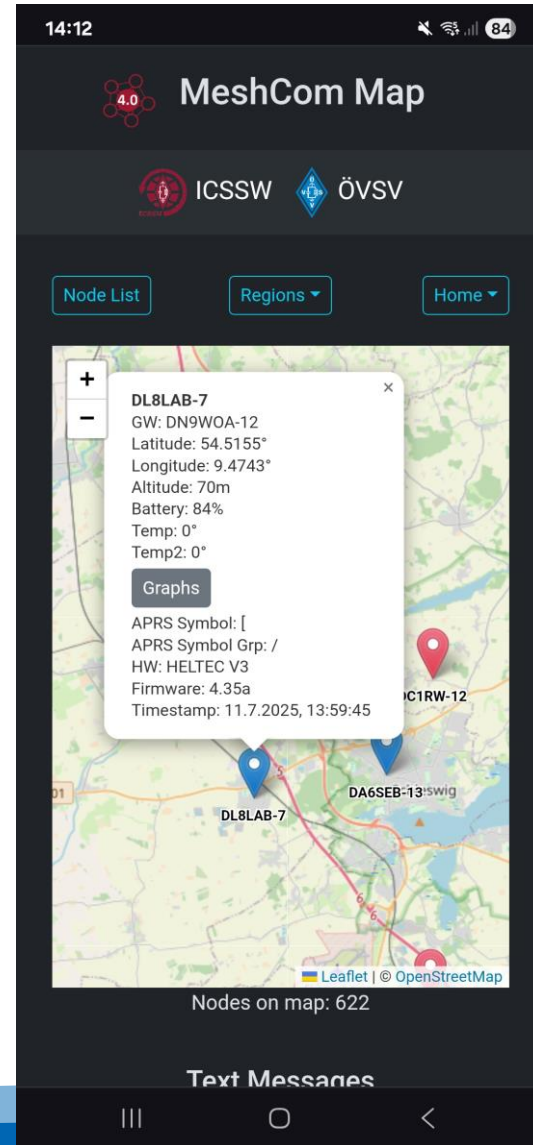 14:12
84
4.0
MeshCom Map
ICSSW
ÖVSV
Node List
Regions
Home
+
−
×
DL8LAB-7
GW: DN9WOA-12
Latitude: 54.5155°
Longitude: 9.4743°
Altitude: 70m
Battery: 84%
Temp: 0°
Temp2: 0°
Graphs
APRS Symbol: [
APRS Symbol Grp: /
HW: HELTEC V3
Firmware: 4.35a
Timestamp: 11.7.2025, 13:59:45
C1RW-12
DA6SEB-13
swig
DL8LAB-7
Leaflet | © OpenStreetMap
Nodes on map: 622
Text Messages